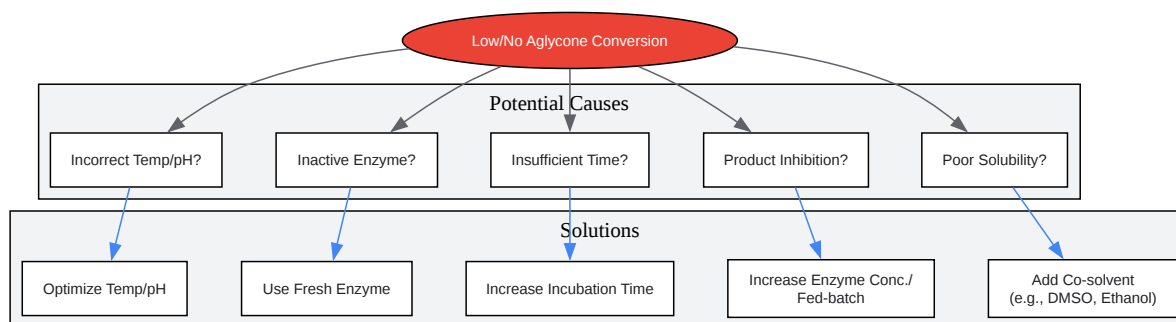 Low/No Aglycone Conversion
Potential Causes
Incorrect Temp/pH?
Inactive Enzyme?
Insufficient Time?
Product Inhibition?
Poor Solubility?
Solutions
Optimize Temp/pH
Use Fresh Enzyme
Increase Incubation Time
Increase Enzyme Conc./
Fed-batch
Add Co-solvent
(e.g., DMSO, Ethanol)